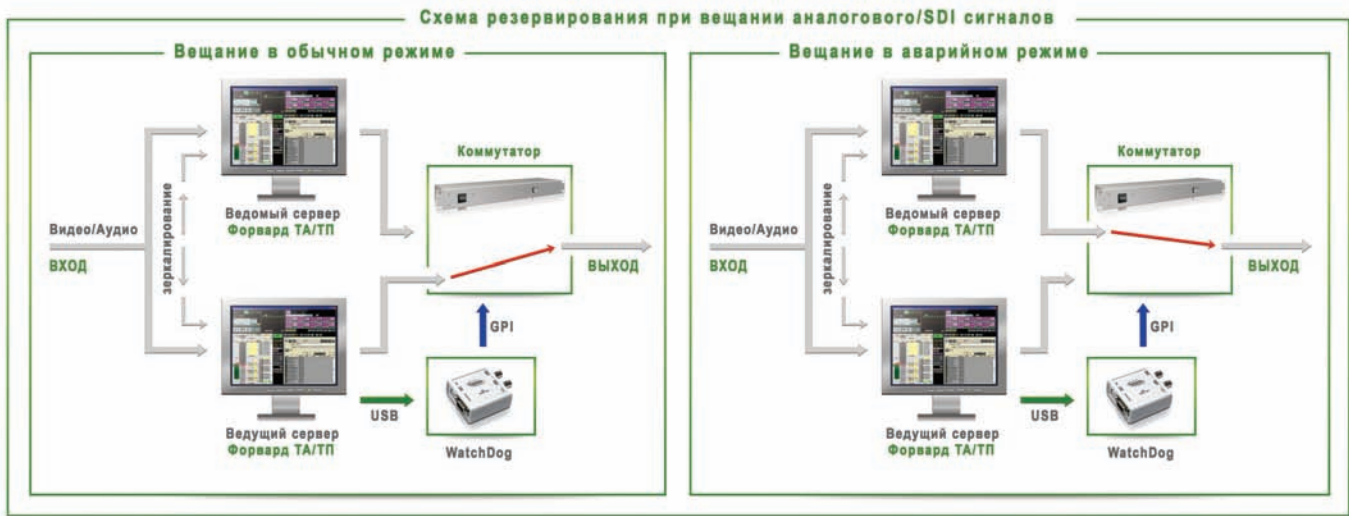 Схема резервирования при вещании аналогового/SDI сигналов
Вещание в обычном режиме
Коммутатор
Ведомый сервер
Форвард ТА/ТП
Видео/Аудио
ВХОД
зеркалирование
ВЫХОД
GPI
USB
Ведущий сервер
Форвард ТА/ТП
WatchDog
Вещание в аварийном режиме
Коммутатор
Ведомый сервер
Форвард ТА/ТП
Видео/Аудио
ВХОД
зеркалирование
ВЫХОД
GPI
USB
Ведущий сервер
Форвард ТА/ТП
WatchDog